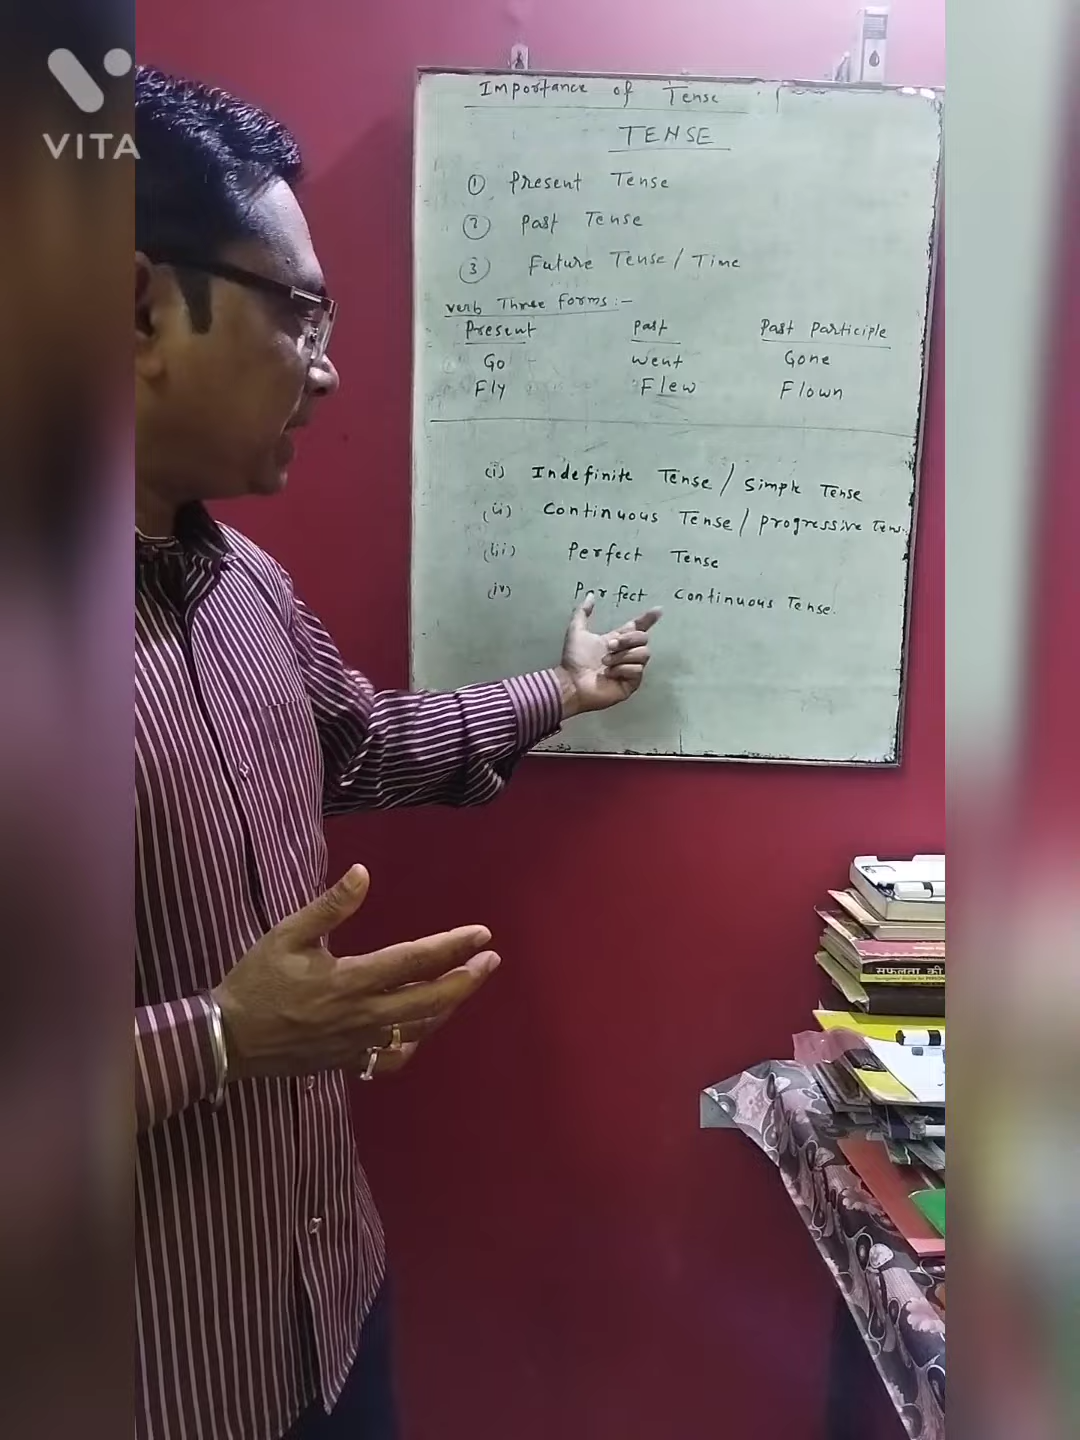 VITA
Importance of Tense
TENSE
① Present Tense
② Past Tense
③ Future Tense/Time
Verb Three Forms:-
Present Past Past Participle
Go Went Gone
Fly Flew Flown
(i) Indefinite Tense/Simple Tense
(ii) Continuous Tense/progressive Tens
(iii) Perfect Tense
(iv) Perfect Continuous Tense.
सफलता की